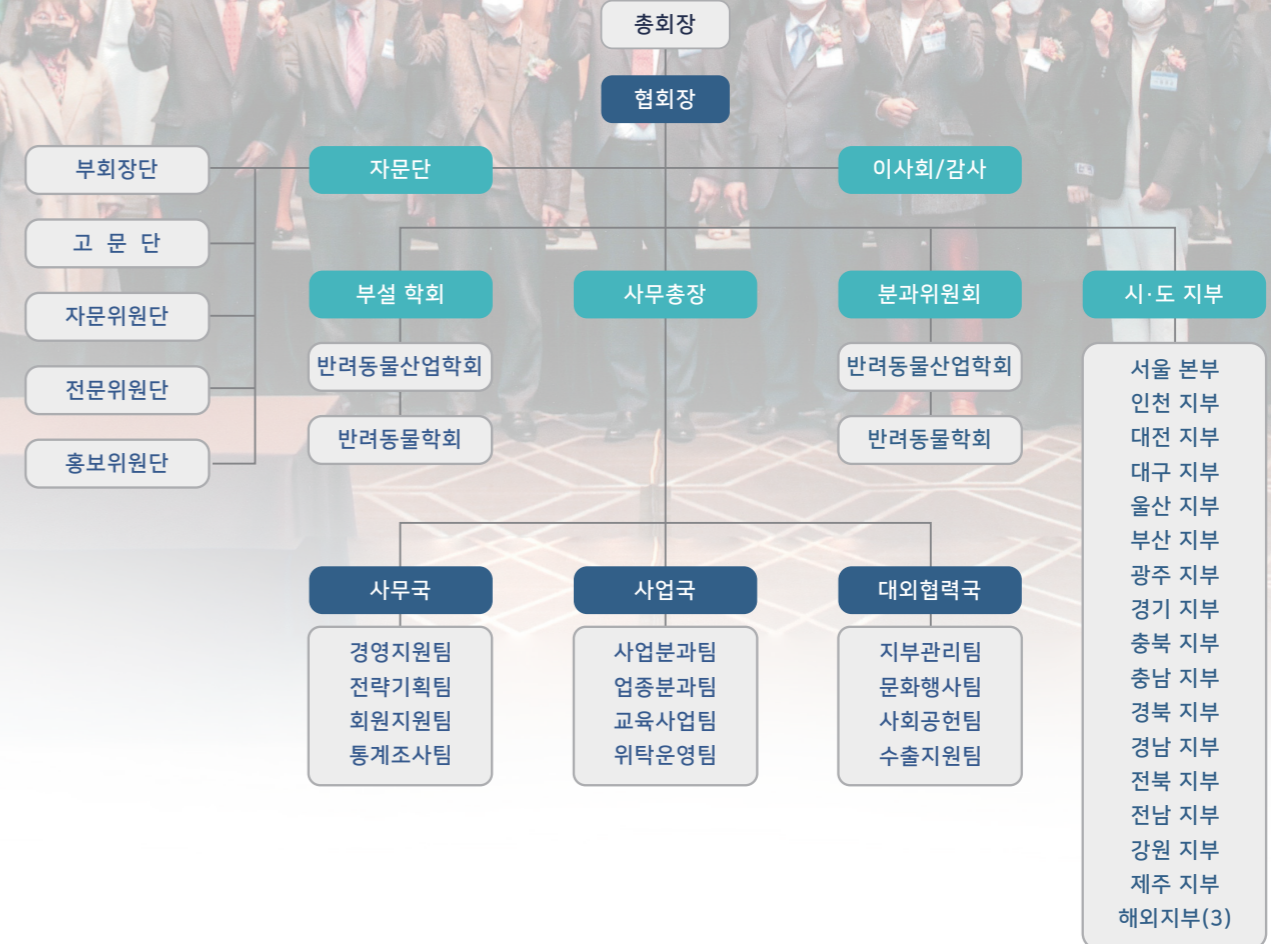 총회장
협회장
부회장단
자문단
이사회/감사
고 문 단
자문위원단
전문위원단
홍보위원단
부설 학회
사무총장
분과위원회
시·도 지부
반려동물산업학회
반려동물학회
반려동물산업학회
반려동물학회
서울 본부
인천 지부
대전 지부
대구 지부
울산 지부
부산 지부
광주 지부
경기 지부
충북 지부
충남 지부
경북 지부
경남 지부
전북 지부
전남 지부
강원 지부
제주 지부
해외지부(3)
사무국
경영지원팀
전략기획팀
회원지원팀
통계조사팀
사업국
사업분과팀
업종분과팀
교육사업팀
위탁운영팀
대외협력국
지부관리팀
문화행사팀
사회공헌팀
수출지원팀